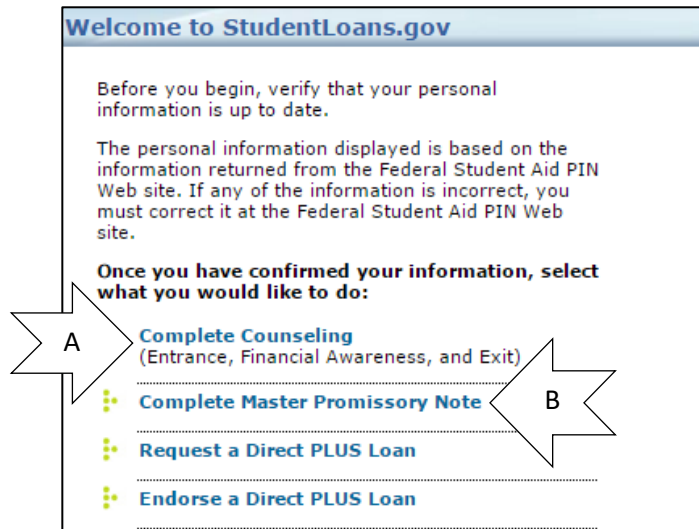 Welcome to StudentLoans.gov
Before you begin, verify that your personal
information is up to date.
The personal information displayed is based on the
information returned from the Federal Student Aid PIN
Web site. If any of the information is incorrect, you
must correct it at the Federal Student Aid PIN Web
site.
Once you have confirmed your information, select
what you would like to do:
A
Complete Counseling
(Entrance, Financial Awareness, and Exit)
Complete Master Promissory Note
B
Request a Direct PLUS Loan
Endorse a Direct PLUS Loan